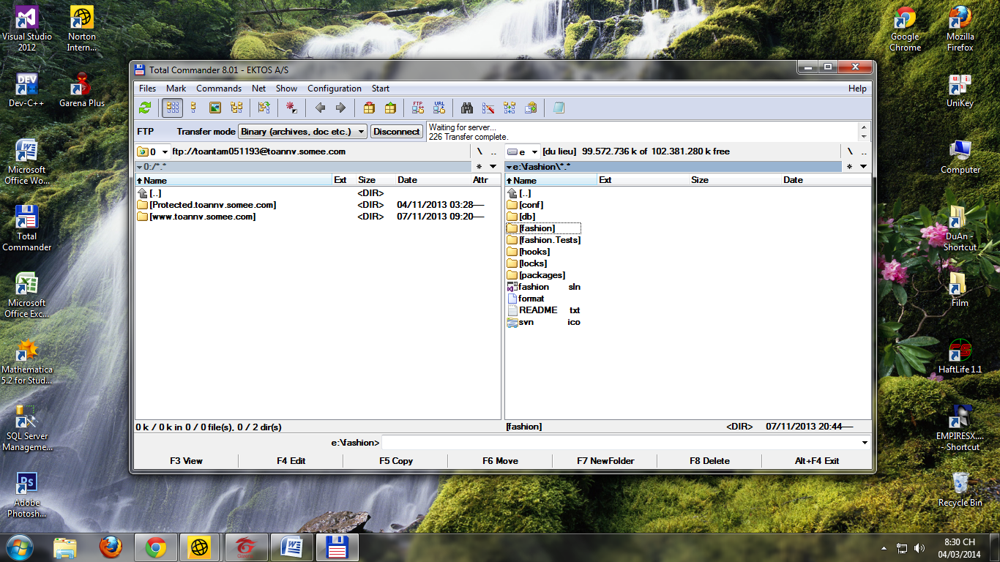 Visual Studio
2012
Norton
Intern...
Google
Chrome
Mozilla
Firefox
Dev-C++
Garena Plus
UniKey
Microsoft
Office Wo...
Computer
Total
Commander
DuAn -
Shortcut
Microsoft
Office Exc...
Film
Mathematica
5.2 for Stud...
HaftLife 1.1
SQL Server
Manageme...
EMPIRESX....
- Shortcut
Adobe
Photosh...
Recycle Bin
Total Commander 8.01 - EKTOS A/S
Files Mark Commands Net Show Configuration Start Help
FTP URL
FTP Transfer mode Binary (archives, doc etc.) Disconnect
Waiting for server...
226 Transfer complete.
0 ftp://toantam051193@toannv.somee.com \ ..
e [du lieu] 99.572.736 k of 102.381.280 k free \ ..
0:/*.* *
e:\fashion\*.* *
Name Ext Size Date Attr
[..] <DIR>
[Protected.toannv.somee.com] <DIR> 04/11/2013 03:28----
[www.toannv.somee.com] <DIR> 07/11/2013 09:20----
0 k / 0 k in 0 / 0 file(s), 0 / 2 dir(s)
Name Ext Size Date
[..]
[conf]
[db]
[fashion]
[fashion.Tests]
[hooks]
[locks]
[packages]
fashion sln
format
README txt
svn ico
[fashion] <DIR> 07/11/2013 20:44----
e:\fashion>
F3 View F4 Edit F5 Copy F6 Move F7 NewFolder F8 Delete Alt+F4 Exit
8:30 CH
04/03/2014